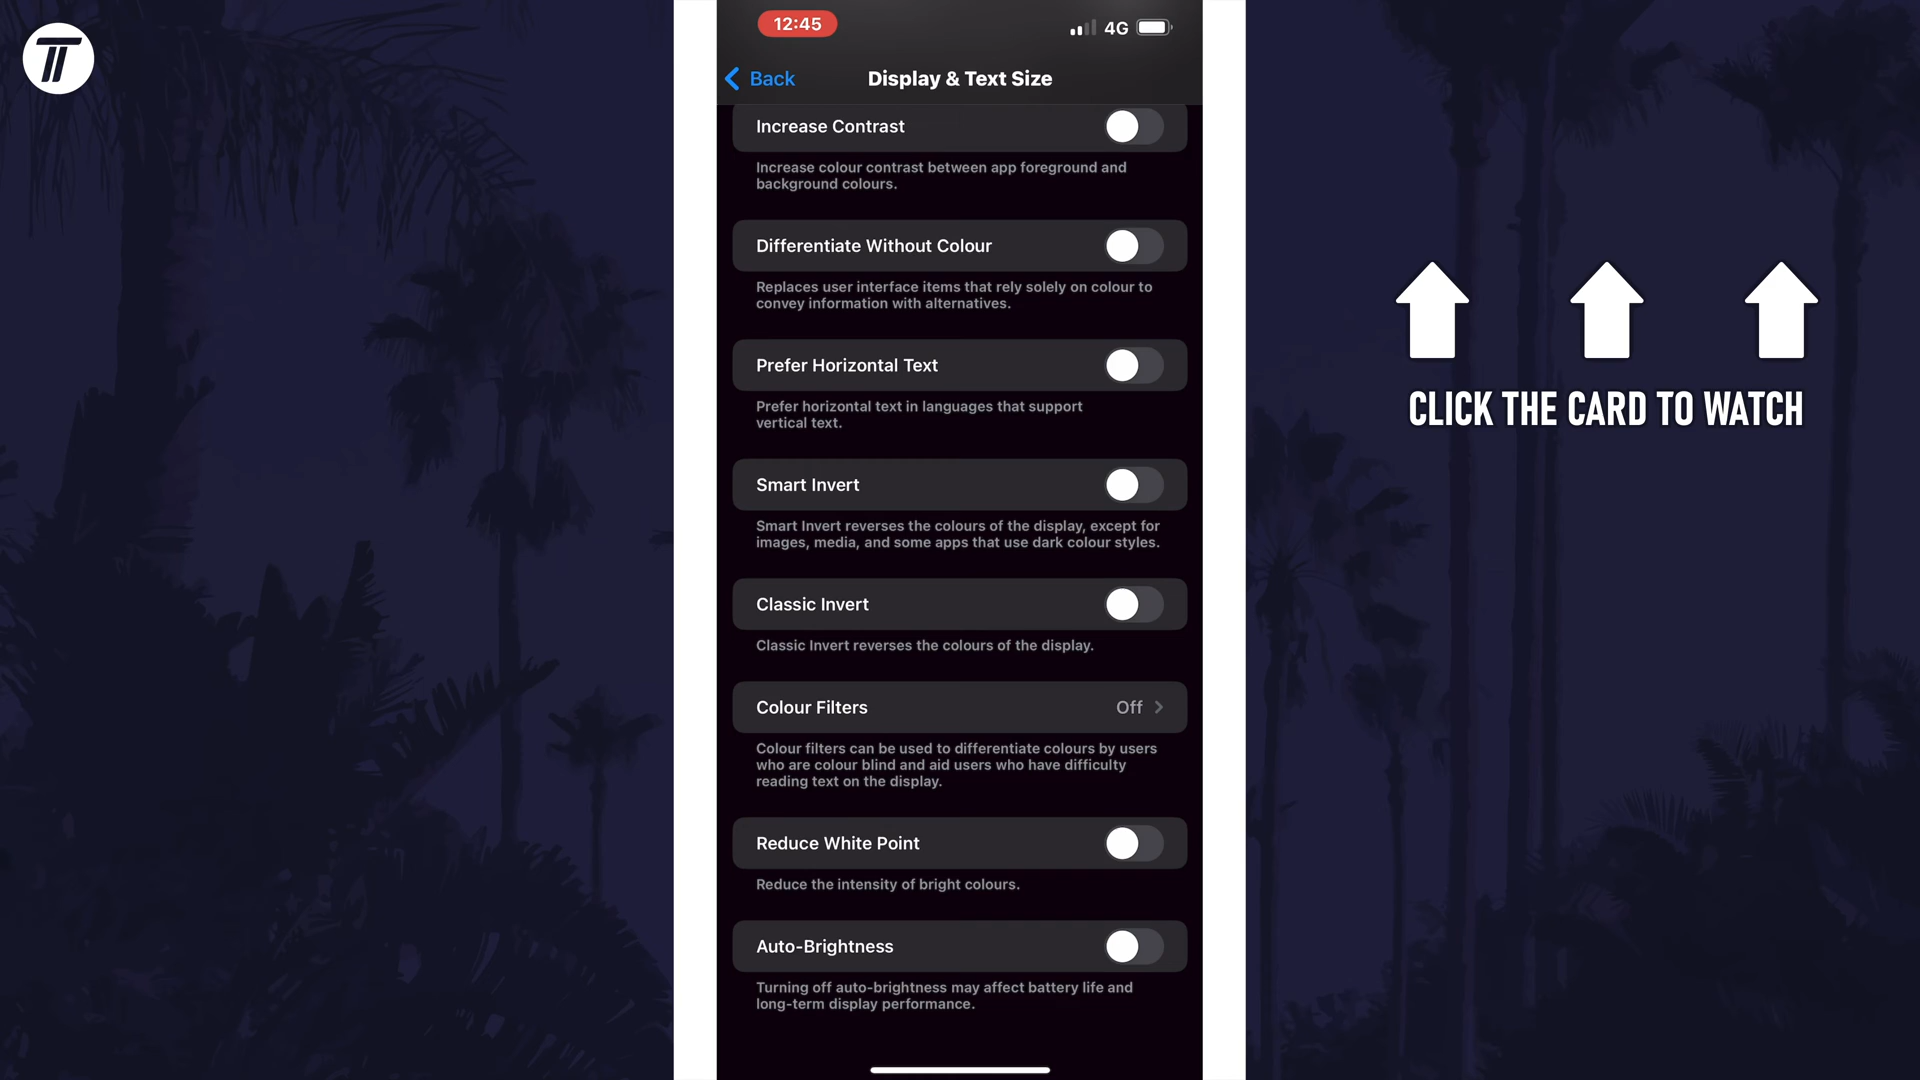 12:45
4G
Back
Display & Text Size
Increase Contrast
Increase colour contrast between app foreground and
background colours.
Differentiate Without Colour
Replaces user interface items that rely solely on colour to
convey information with alternatives.
Prefer Horizontal Text
Prefer horizontal text in languages that support
vertical text.
Smart Invert
Smart Invert reverses the colours of the display, except for
images, media, and some apps that use dark colour styles.
Classic Invert
Classic Invert reverses the colours of the display.
Colour Filters Off
Colour filters can be used to differentiate colours by users
who are colour blind and aid users who have difficulty
reading text on the display.
Reduce White Point
Reduce the intensity of bright colours.
Auto-Brightness
Turning off auto-brightness may affect battery life and
long-term display performance.
CLICK THE CARD TO WATCH